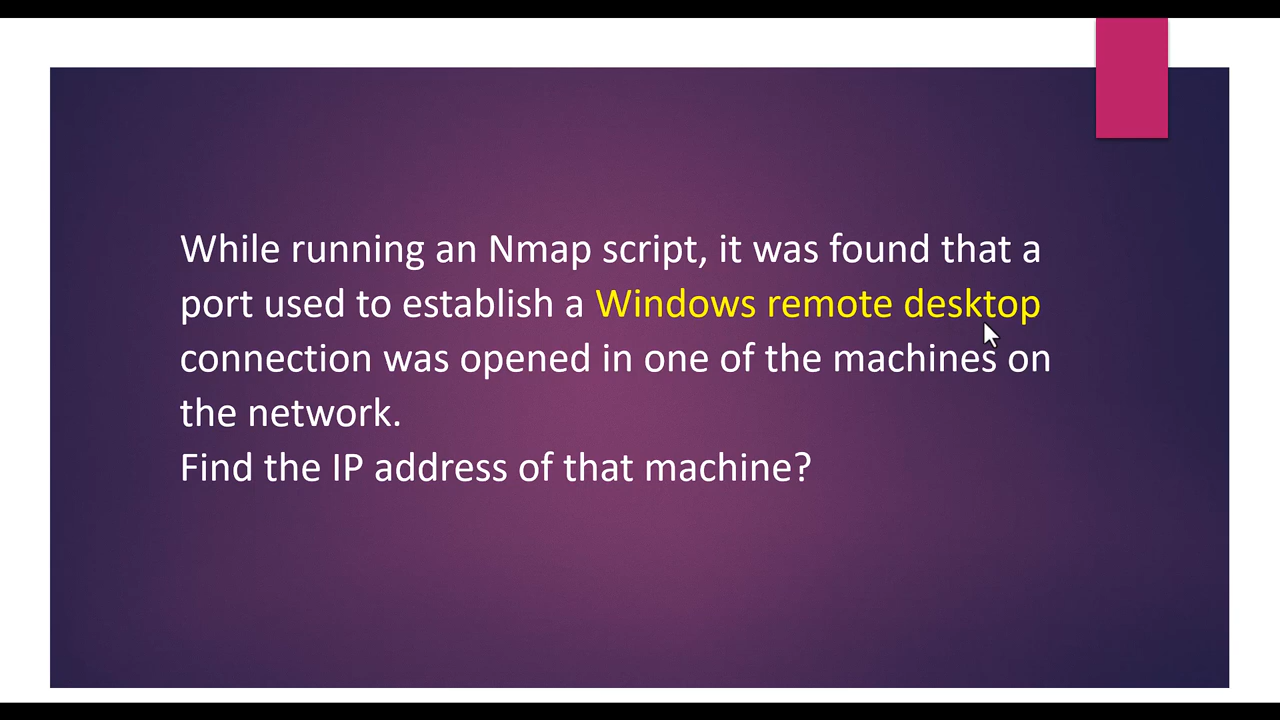 While running an Nmap script, it was found that a
port used to establish a Windows remote desktop
connection was opened in one of the machines on
the network.
Find the IP address of that machine?